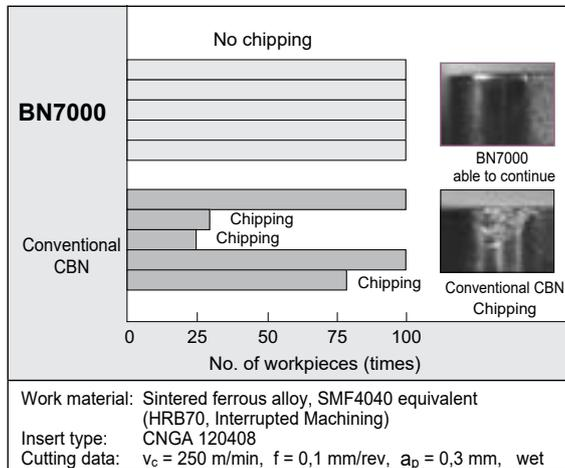 No chipping
BN7000
BN7000
able to continue
Chipping
Chipping
Conventional
CBN
Chipping
Conventional CBN
Chipping
0 25 50 75 100
No. of workpieces (times)
Work material: Sintered ferrous alloy, SMF4040 equivalent
(HRB70, Interrupted Machining)
Insert type: CNGA 120408
Cutting data: vc = 250 m/min, f = 0,1 mm/rev, ap = 0,3 mm, wet